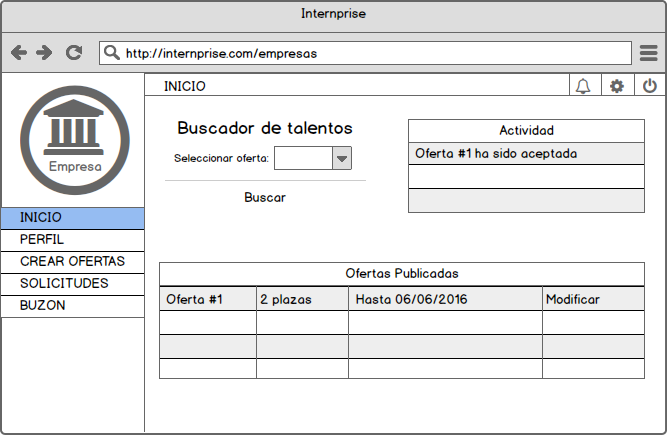 Internprise
http://internprise.com/empresas
Empresa
INICIO
PERFIL
CREAR OFERTAS
SOLICITUDES
BUZON
INICIO
Buscador de talentos
Seleccionar oferta:
Buscar
Actividad
Oferta #1 ha sido aceptada
Ofertas Publicadas
Oferta #1 2 plazas Hasta 06/06/2016 Modificar